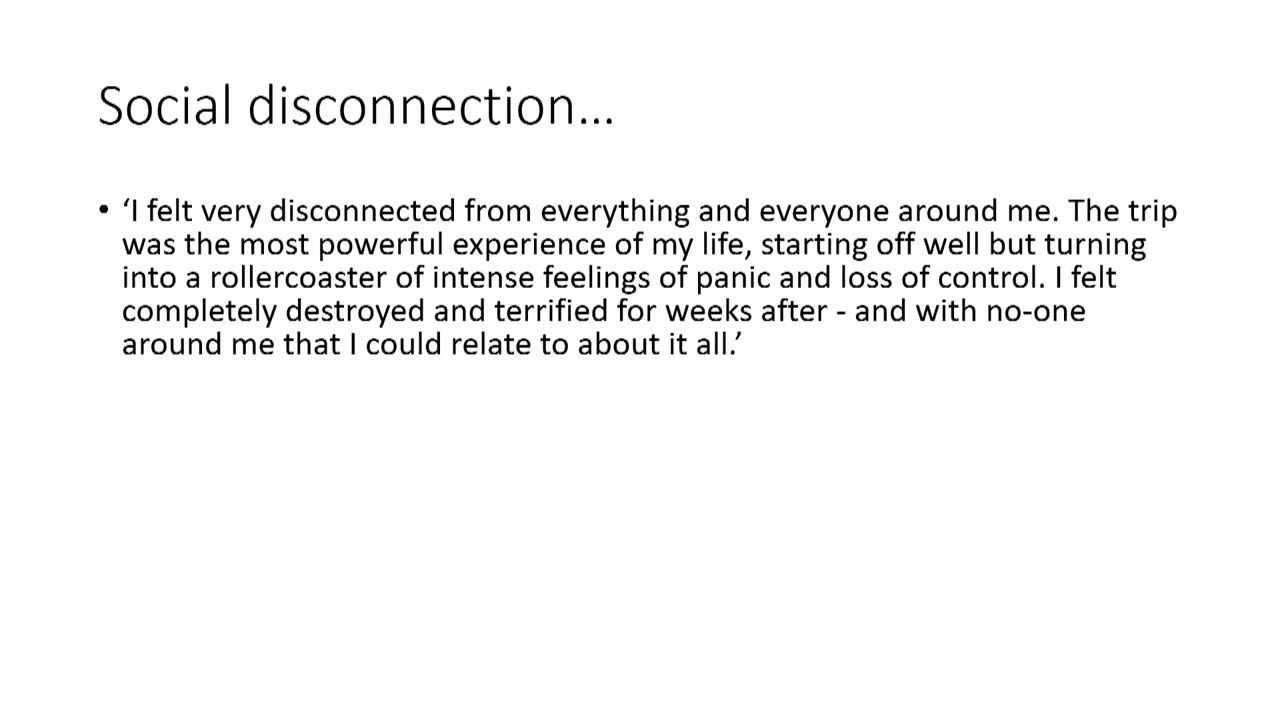 Social disconnection...
• ‘I felt very disconnected from everything and everyone around me. The trip
was the most powerful experience of my life, starting off well but turning
into a rollercoaster of intense feelings of panic and loss of control. I felt
completely destroyed and terrified for weeks after - and with no-one
around me that I could relate to about it all.’